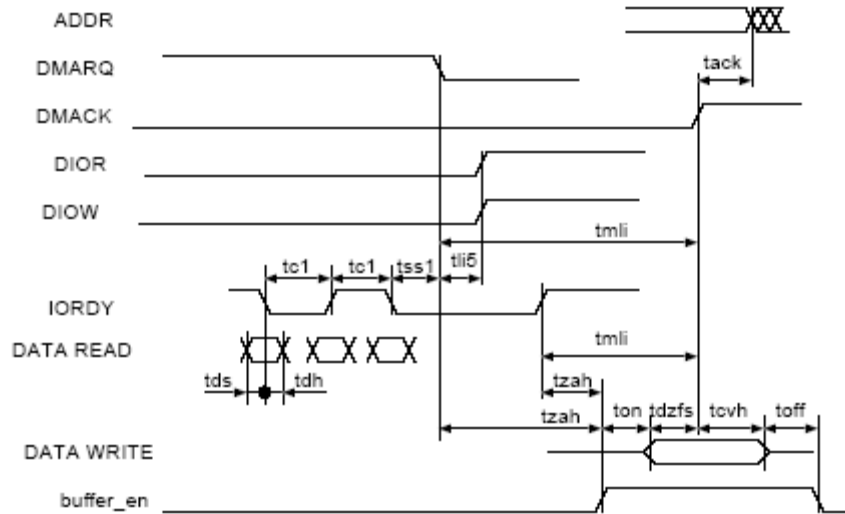 ADDR
DMARQ
tack
DMACK
DIOR
DIOW
tmli
tc1 tc1 tss1 tli5
IORDY
DATA READ
tmli
tds tdh
tzah
tzah ton tdzfs tcvh toff
DATA WRITE
buffer_en